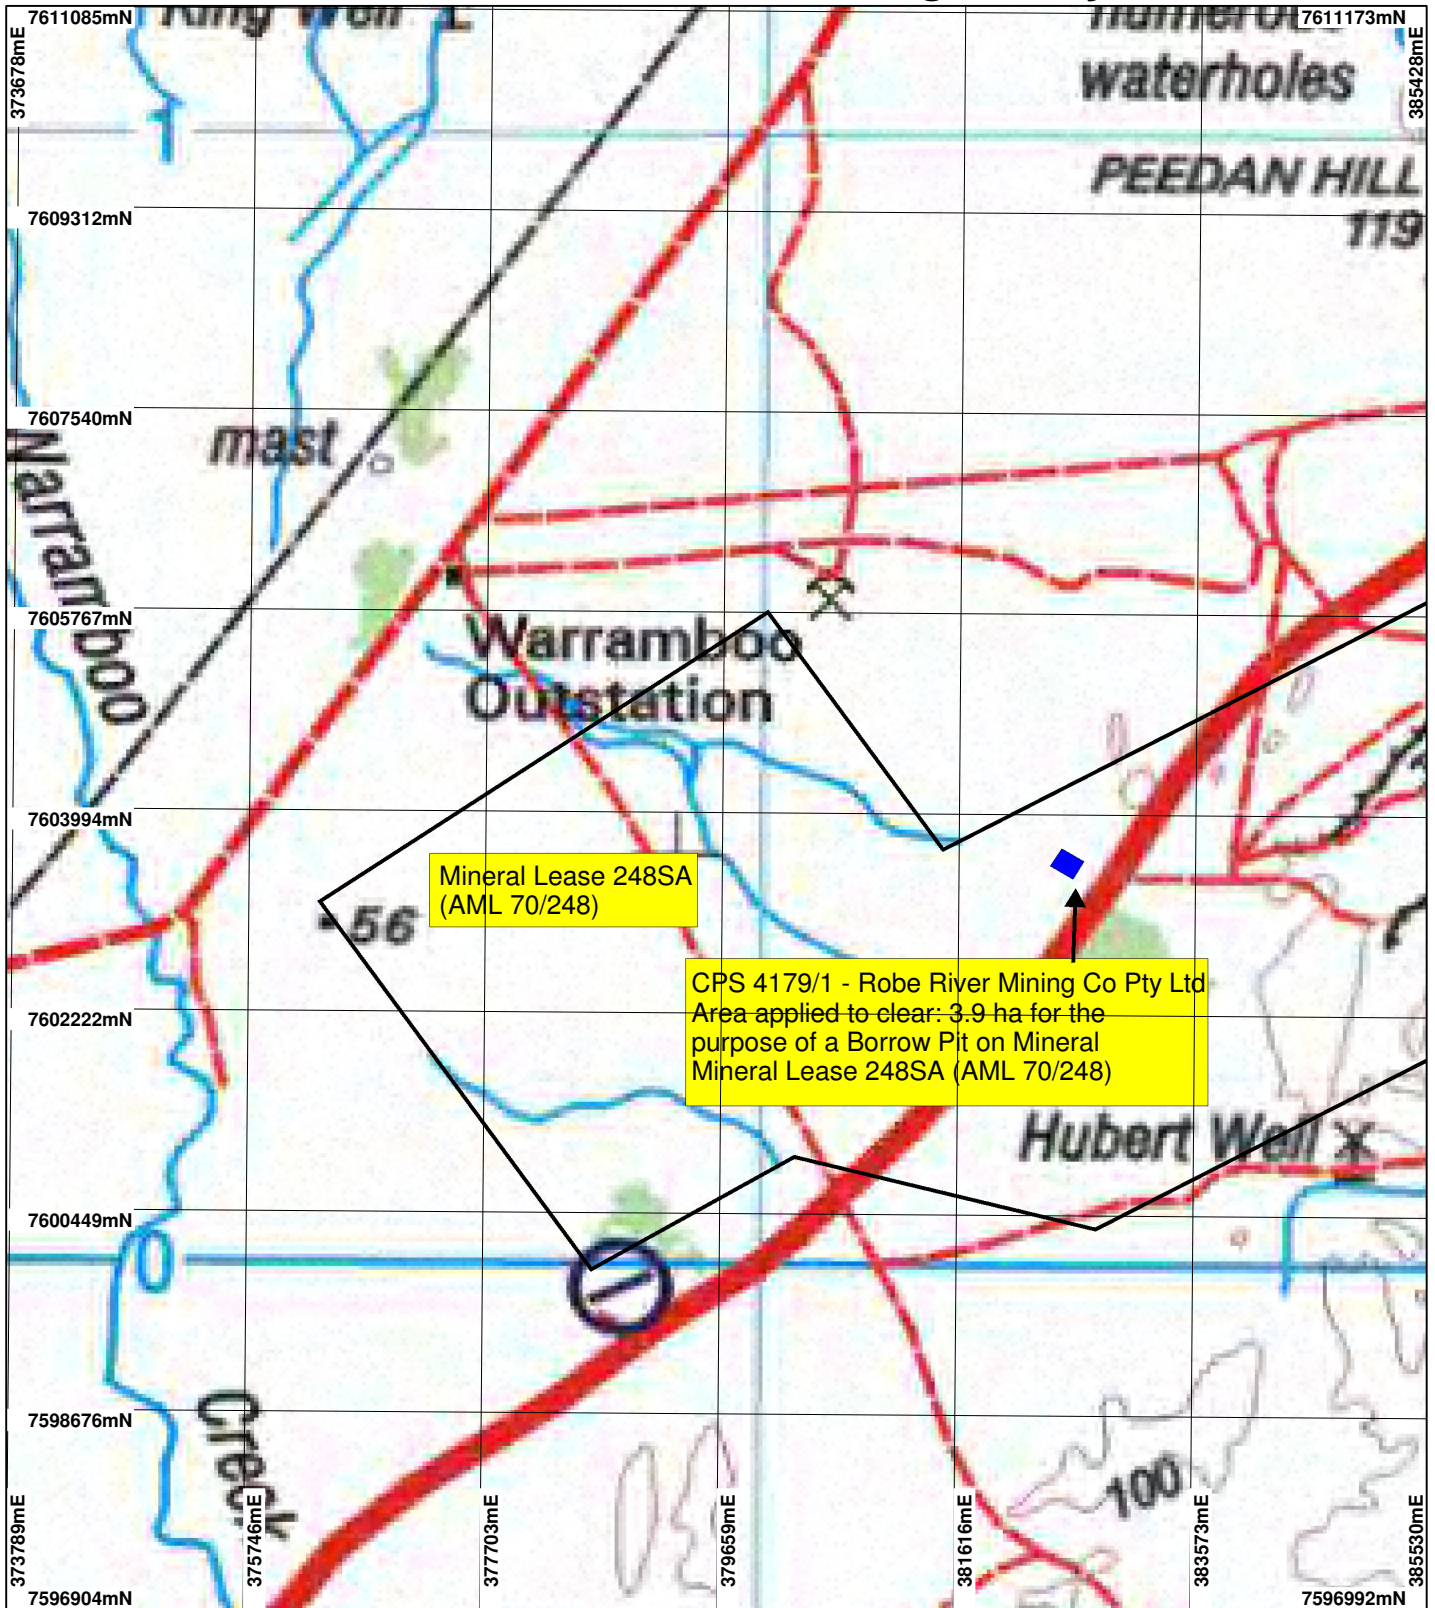 7611085mN
King Well
numero
7611173mN
373678mE
385428mE
waterholes
PEEDAN HILL
119
7609312mN
7607540mN
mast
Warramboo
7605767mN
Warramboo
Outstation
7603994mN
Mineral Lease 248SA
(AML 70/248)
56
CPS 4179/1 - Robe River Mining Co Pty Ltd
Area applied to clear: 3.9 ha for the
purpose of a Borrow Pit on Mineral
Mineral Lease 248SA (AML 70/248)
7602222mN
Hubert Well
7600449mN
7598676mN
Creek
100
373789mE
375746mE
377703mE
379659mE
381616mE
383573mE
385530mE
7596904mN
7596992mN